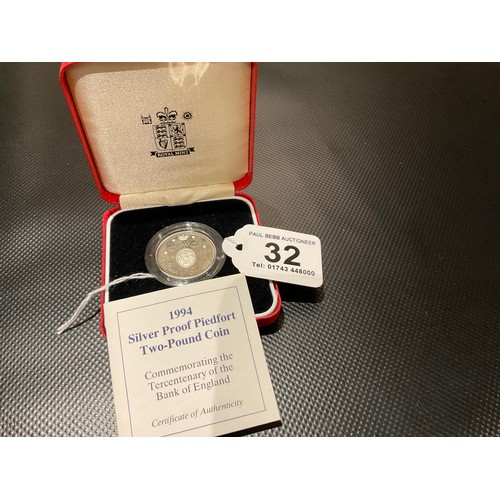 ROYAL MINT
PAUL BEBB AUCTIONEER
32
Tel: 01743 448000
1994
Silver Proof Piedfort
Two-Pound Coin
Commemorating the
Tercentenary of the
Bank of England
Certificate of Authenticity